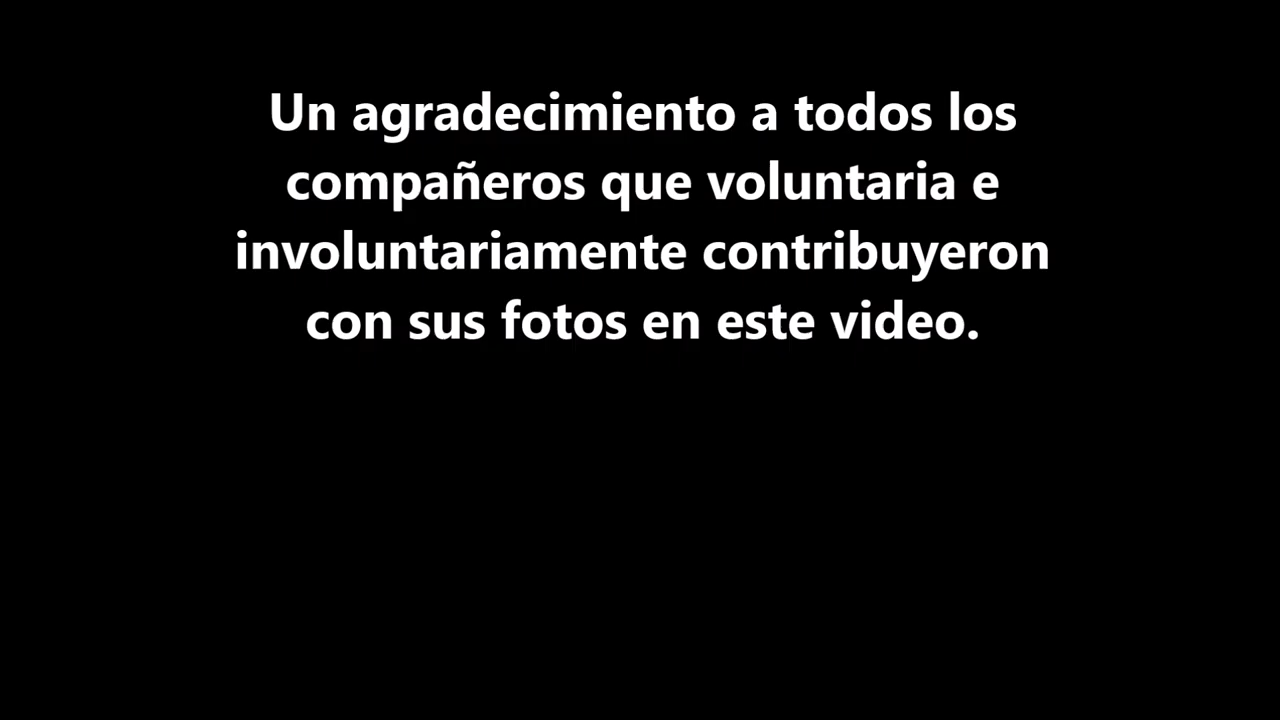 Un agradecimiento a todos los
compañeros que voluntaria e
involuntariamente contribuyeron
con sus fotos en este video.